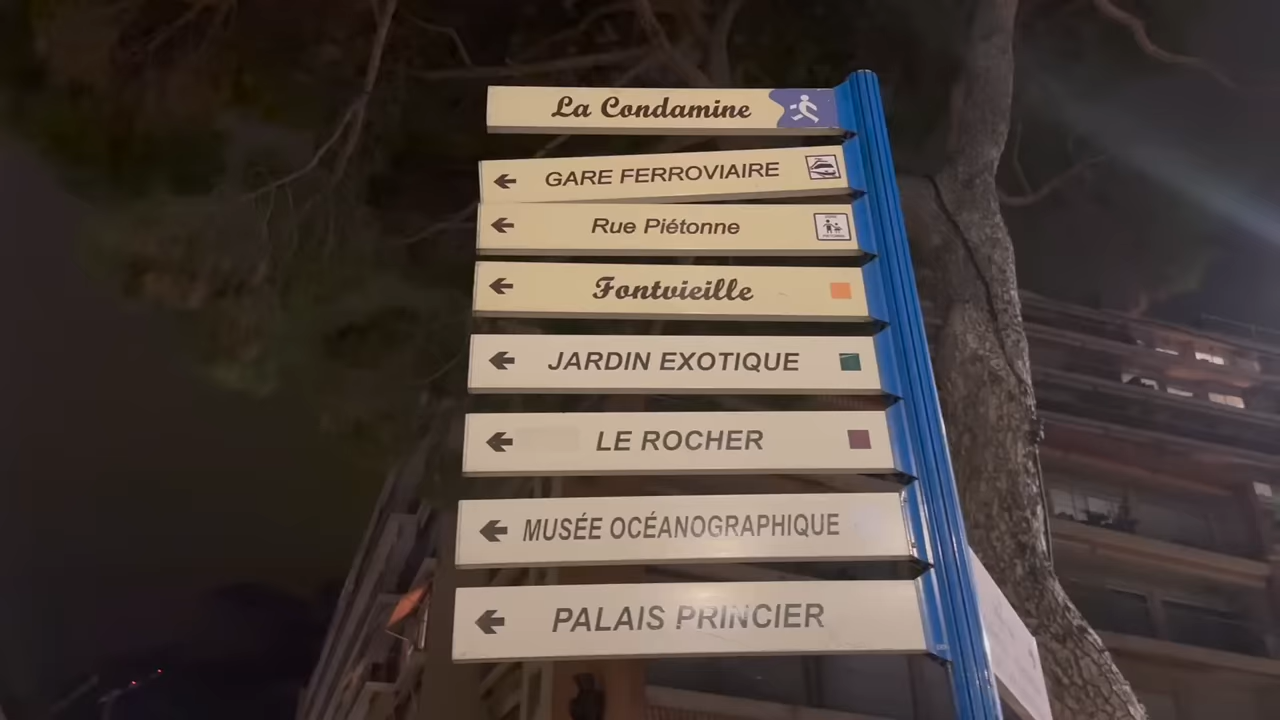 La Condamine
GARE FERROVIAIRE
Rue Piétonne
Fontvieille
JARDIN EXOTIQUE
LE ROCHER
MUSÉE OCÉANOGRAPHIQUE
PALAIS PRINCIER